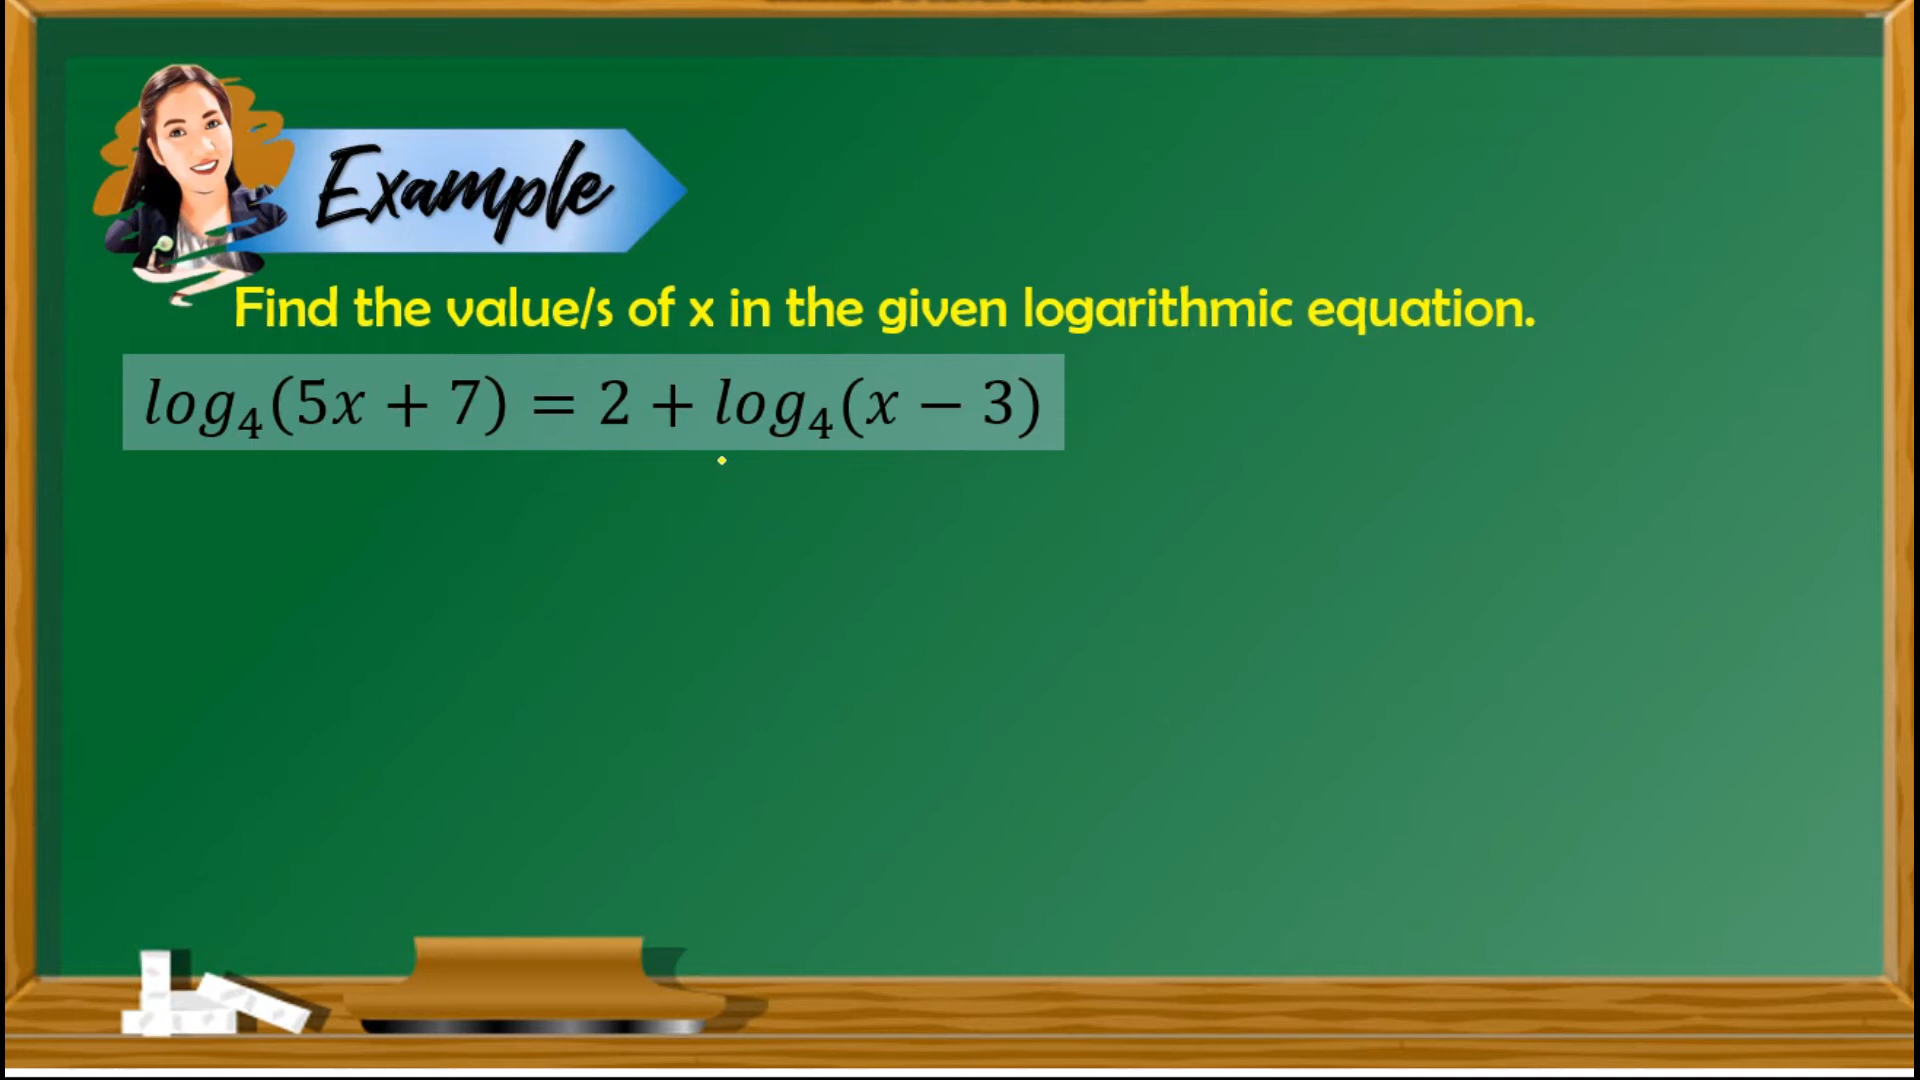 Example
Find the value/s of x in the given logarithmic equation.
log₄(5x + 7) = 2 + log₄(x − 3)